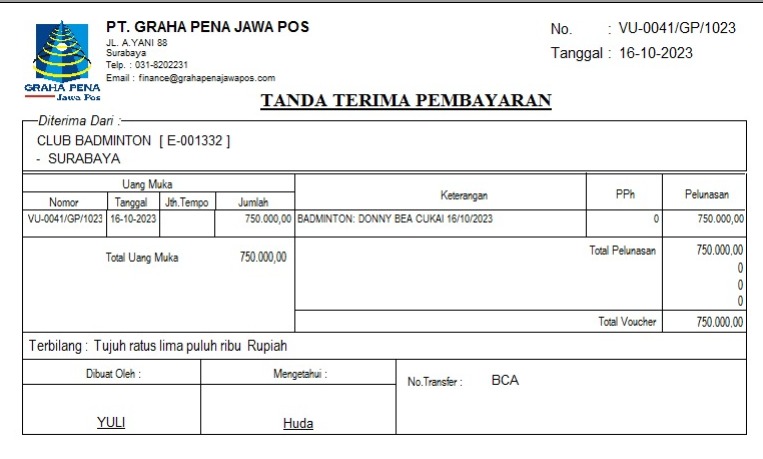 PT. GRAHA PENA JAWA POS
JL. A.YANI 88
Surabaya
Telp. : 031-8202231
Email : finance@grahapenajawapos.com
GRAHA PENA
Jawa Pos
No. : VU-0041/GP/1023
Tanggal : 16-10-2023
TANDA TERIMA PEMBAYARAN
Diterima Dari :
CLUB BADMINTON [ E-001332 ]
- SURABAYA
Uang Muka Keterangan PPh Pelunasan
Nomor Tanggal Jth.Tempo Jumlah
VU-0041/GP/1023 16-10-2023 750.000,00 BADMINTON: DONNY BEA CUKAI 16/10/2023 0 750.000,00
Total Uang Muka 750.000,00 Total Pelunasan 750.000,00
0
0
0
Total Voucher 750.000,00
Terbilang : Tujuh ratus lima puluh ribu Rupiah
Dibuat Oleh : Mengetahui : No.Transfer : BCA
YULI Huda